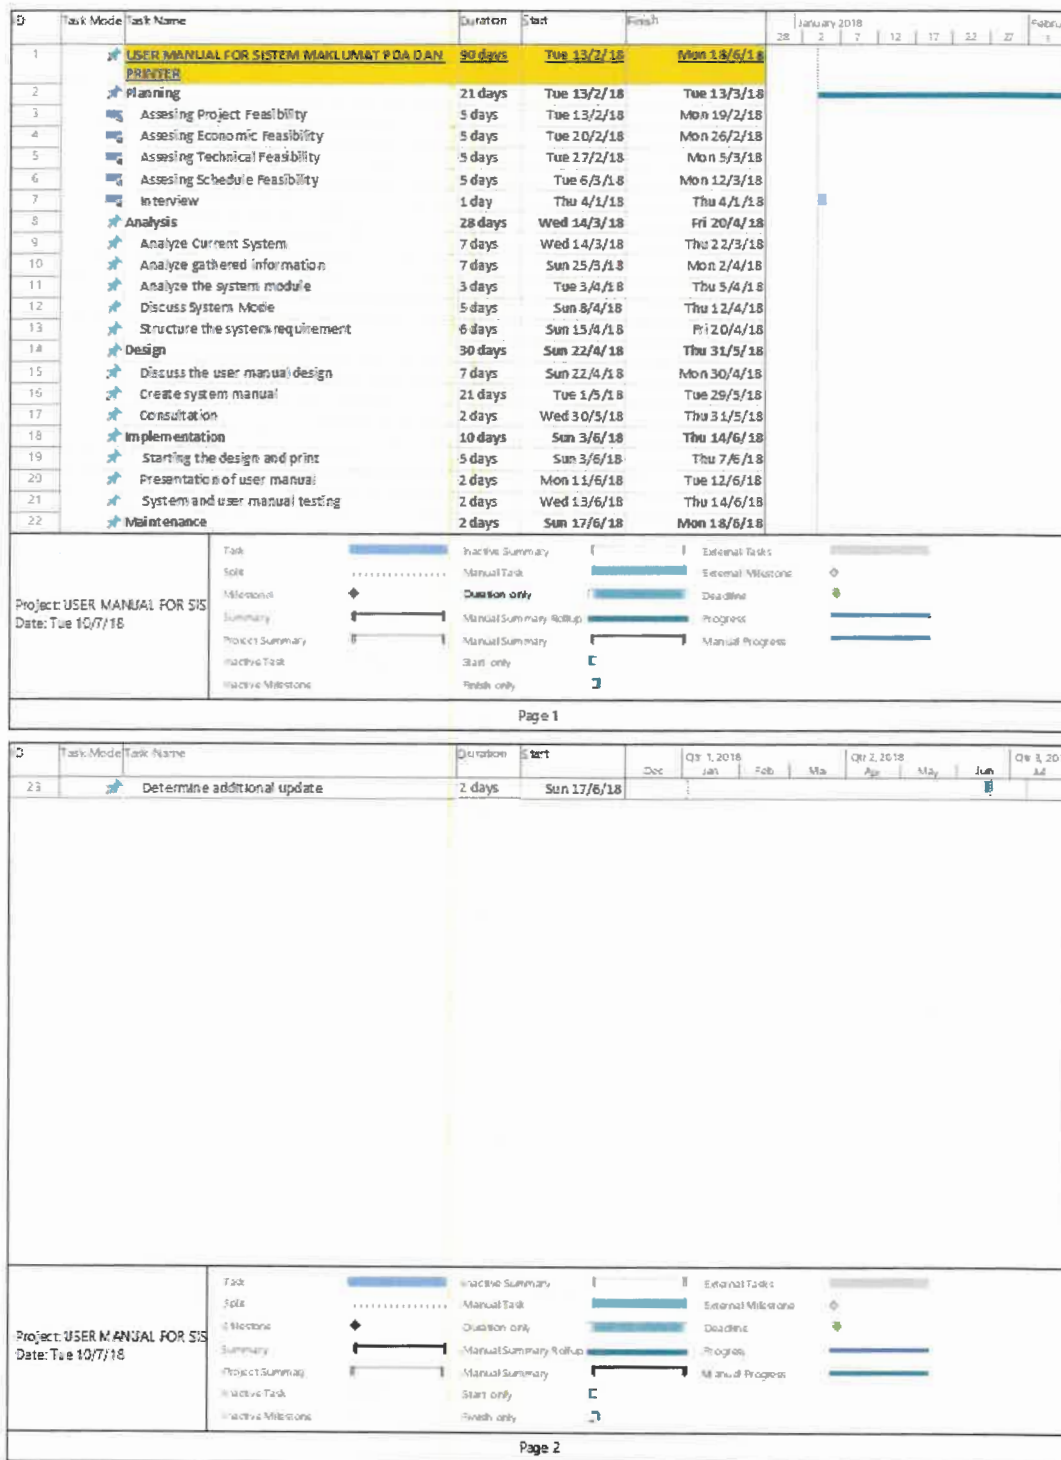 ID Task Mode Task Name Duration Start Finish January 2018 Febru
28 2 7 12 17 22 27 1
1 USER MANUAL FOR SISTEM MAKLUMAT PDA DAN PRINTER 90 days Tue 13/2/18 Mon 18/6/18
2 Planning 21 days Tue 13/2/18 Tue 13/3/18
3 Assesing Project Feasibility 5 days Tue 13/2/18 Mon 19/2/18
4 Assesing Economic Feasibility 5 days Tue 20/2/18 Mon 26/2/18
5 Assesing Technical Feasibility 5 days Tue 27/2/18 Mon 5/3/18
6 Assesing Schedule Feasibility 5 days Tue 6/3/18 Mon 12/3/18
7 Interview 1 day Thu 4/1/18 Thu 4/1/18
8 Analysis 28 days Wed 14/3/18 Fri 20/4/18
9 Analyze Current System 7 days Wed 14/3/18 Thu 22/3/18
10 Analyze gathered information 7 days Sun 25/3/18 Mon 2/4/18
11 Analyze the system module 3 days Tue 3/4/18 Thu 5/4/18
12 Discuss System Mode 5 days Sun 8/4/18 Thu 12/4/18
13 Structure the system requirement 6 days Sun 15/4/18 Fri 20/4/18
14 Design 30 days Sun 22/4/18 Thu 31/5/18
15 Discuss the user manual design 7 days Sun 22/4/18 Mon 30/4/18
16 Create system manual 21 days Tue 1/5/18 Tue 29/5/18
17 Consultation 2 days Wed 30/5/18 Thu 31/5/18
18 Implementation 10 days Sun 3/6/18 Thu 14/6/18
19 Starting the design and print 5 days Sun 3/6/18 Thu 7/6/18
20 Presentation of user manual 2 days Mon 11/6/18 Tue 12/6/18
21 System and user manual testing 2 days Wed 13/6/18 Thu 14/6/18
22 Maintenance 2 days Sun 17/6/18 Mon 18/6/18
Project: USER MANUAL FOR SIS
Date: Tue 10/7/18
Task Inactive Summary External Tasks
Split Manual Task External Milestone
Milestone Duration only Deadline
Summary Manual Summary Rollup Progress
Project Summary Manual Summary Manual Progress
Inactive Task Start only
Inactive Milestone Finish only
Page 1
ID Task Mode Task Name Duration Start Qtr 1, 2018 Qtr 2, 2018 Qtr 3, 201
Dec Jan Feb Mar Apr May Jun Jul
23 Determine additional update 2 days Sun 17/6/18
Project: USER MANUAL FOR SIS
Date: Tue 10/7/18
Task Inactive Summary External Tasks
Split Manual Task External Milestone
Milestone Duration only Deadline
Summary Manual Summary Rollup Progress
Project Summary Manual Summary Manual Progress
Inactive Task Start only
Inactive Milestone Finish only
Page 2